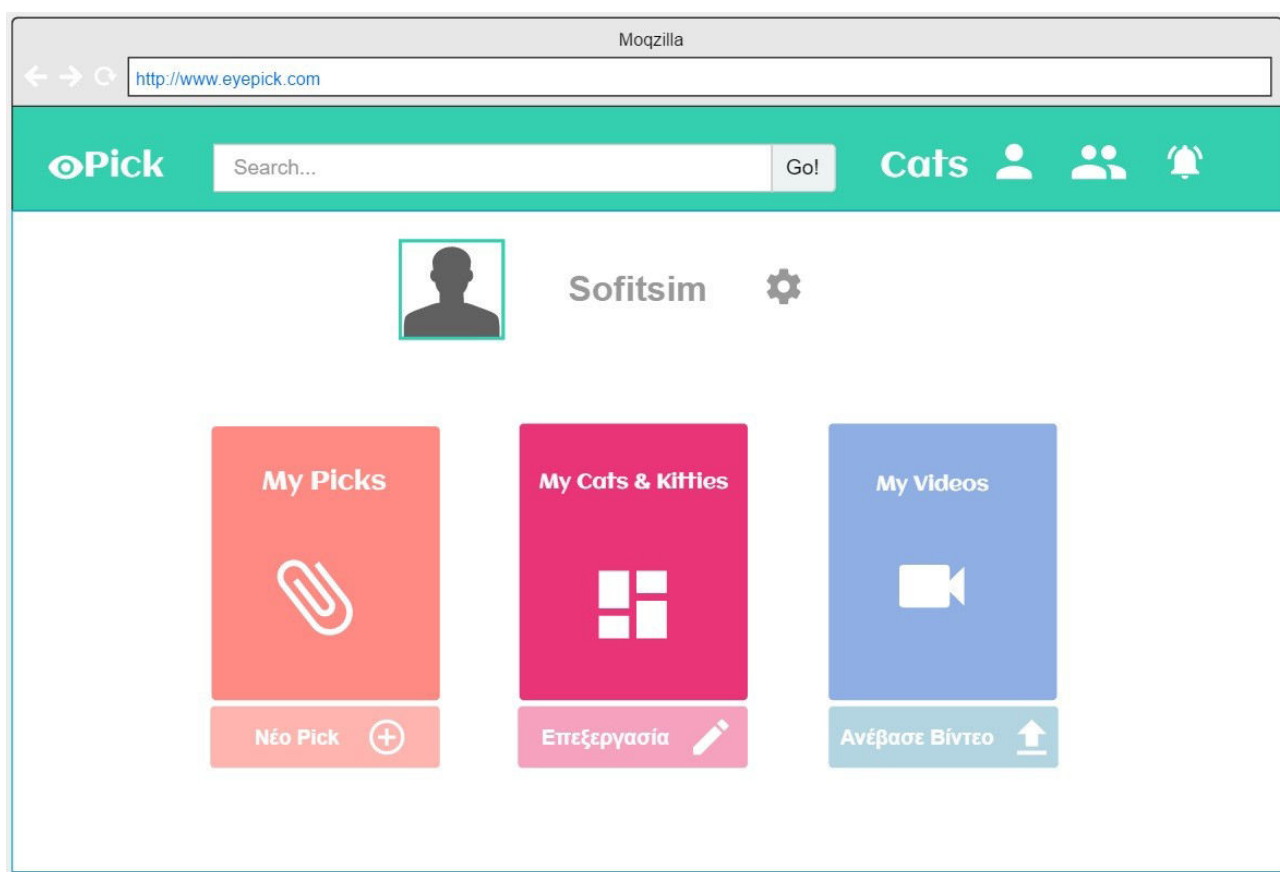 Moqzilla
http://www.eyepick.com
Pick
Search...
Go!
Cats
Sofitsim
My Picks
My Cats & Kitties
My Videos
Νέο Pick
Επεξεργασία
Ανέβασε Βίντεο